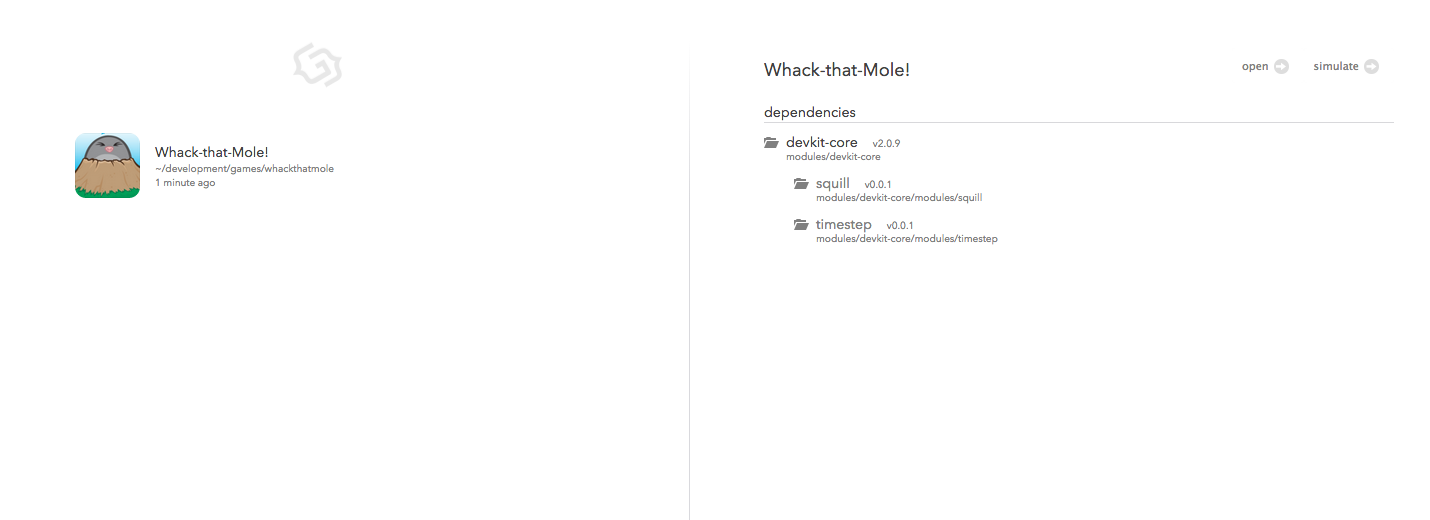 Whack-that-Mole!
~/development/games/whackthatmole
1 minute ago
Whack-that-Mole!
open
simulate
dependencies
devkit-core v2.0.9
modules/devkit-core
squill v0.0.1
modules/devkit-core/modules/squill
timestep v0.0.1
modules/devkit-core/modules/timestep